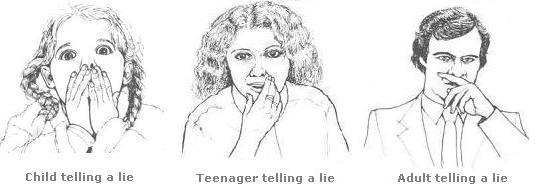 Child telling a lie
Teenager telling a lie
Adult telling a lie